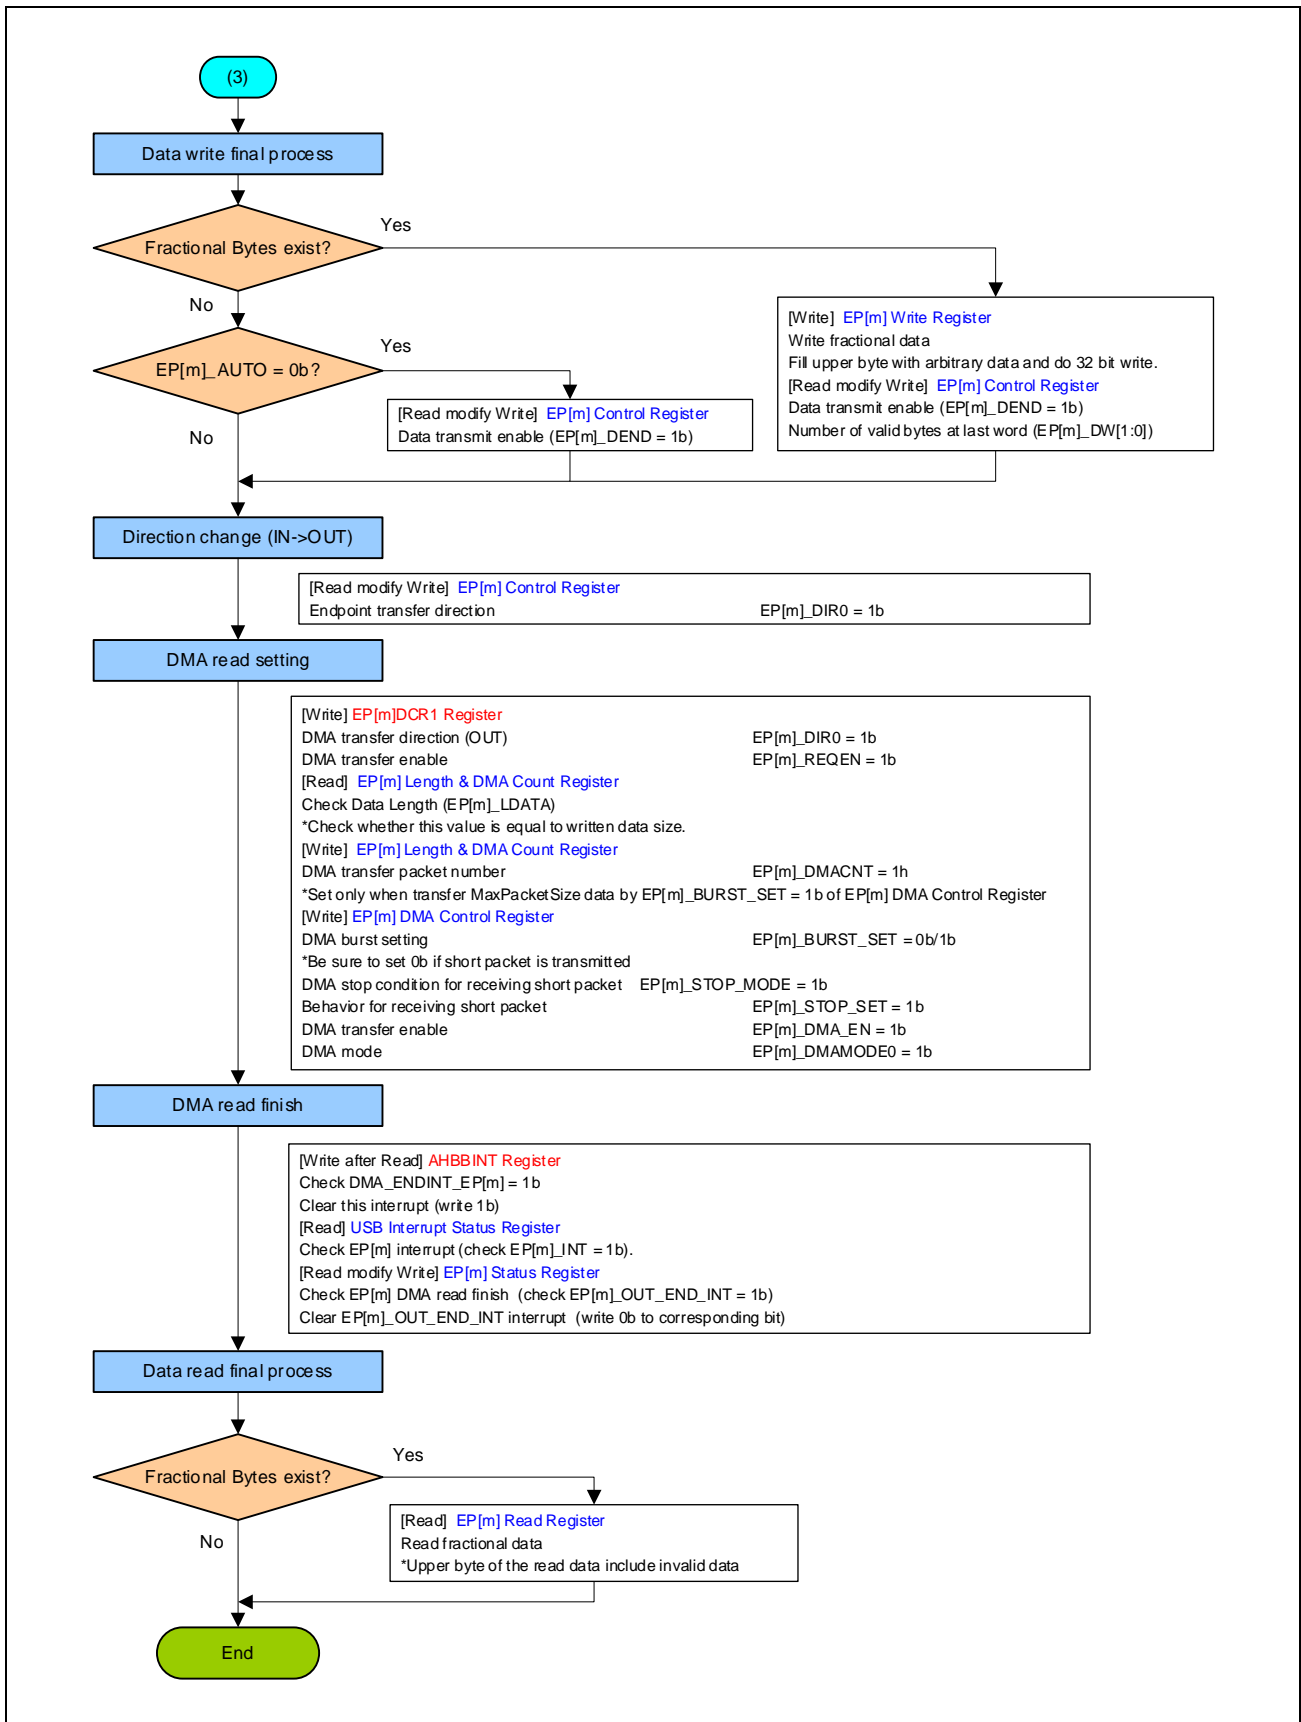 (3)
Data write final process
Fractional Bytes exist?
Yes
No
[Write] EP[m] Write Register
Write fractional data
Fill upper byte with arbitrary data and do 32 bit write.
[Read modify Write] EP[m] Control Register
Data transmit enable (EP[m]_DEND = 1b)
Number of valid bytes at last word (EP[m]_DW[1:0])
EP[m]_AUTO = 0b?
Yes
No
[Read modify Write] EP[m] Control Register
Data transmit enable (EP[m]_DEND = 1b)
Direction change (IN->OUT)
[Read modify Write] EP[m] Control Register
Endpoint transfer direction EP[m]_DIR0 = 1b
DMA read setting
[Write] EP[m]DCR1 Register
DMA transfer direction (OUT) EP[m]_DIR0 = 1b
DMA transfer enable EP[m]_REQEN = 1b
[Read] EP[m] Length & DMA Count Register
Check Data Length (EP[m]_LDATA)
*Check whether this value is equal to written data size.
[Write] EP[m] Length & DMA Count Register
DMA transfer packet number EP[m]_DMACNT = 1h
*Set only when transfer MaxPacketSize data by EP[m]_BURST_SET = 1b of EP[m] DMA Control Register
[Write] EP[m] DMA Control Register
DMA burst setting EP[m]_BURST_SET = 0b/1b
*Be sure to set 0b if short packet is transmitted
DMA stop condition for receiving short packet EP[m]_STOP_MODE = 1b
Behavior for receiving short packet EP[m]_STOP_SET = 1b
DMA transfer enable EP[m]_DMA_EN = 1b
DMA mode EP[m]_DMAMODE0 = 1b
DMA read finish
[Write after Read] AHBBINT Register
Check DMA_ENDINT_EP[m] = 1b
Clear this interrupt (write 1b)
[Read] USB Interrupt Status Register
Check EP[m] interrupt (check EP[m]_INT = 1b).
[Read modify Write] EP[m] Status Register
Check EP[m] DMA read finish (check EP[m]_OUT_END_INT = 1b)
Clear EP[m]_OUT_END_INT interrupt (write 0b to corresponding bit)
Data read final process
Fractional Bytes exist?
Yes
No
[Read] EP[m] Read Register
Read fractional data
*Upper byte of the read data include invalid data
End